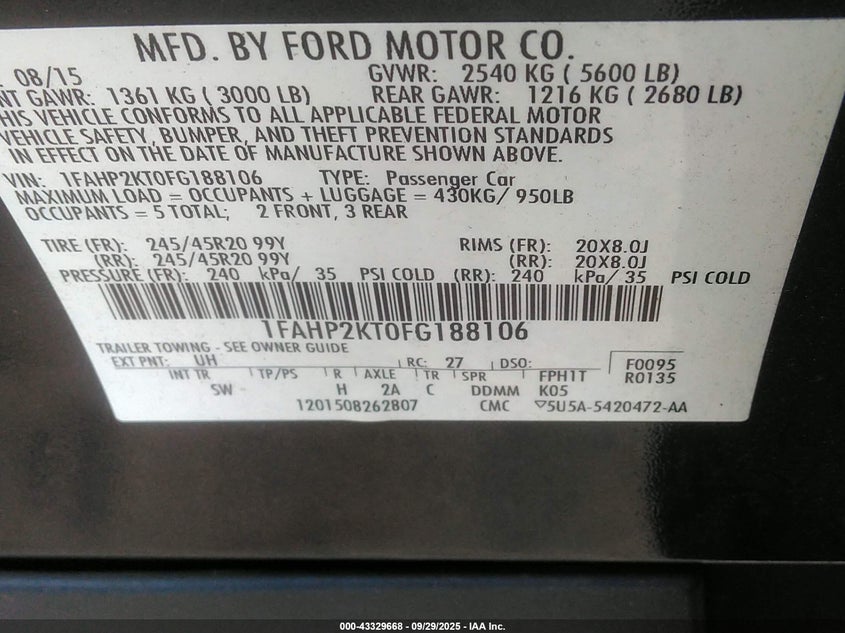 MFD. BY FORD MOTOR CO.
08/15 GVWR: 2540 KG ( 5600 LB)
NT GAWR: 1361 KG ( 3000 LB) REAR GAWR: 1216 KG ( 2680 LB)
HIS VEHICLE CONFORMS TO ALL APPLICABLE FEDERAL MOTOR
VEHICLE SAFETY, BUMPER, AND THEFT PREVENTION STANDARDS
IN EFFECT ON THE DATE OF MANUFACTURE SHOWN ABOVE.
VIN: 1FAHP2KT0FG188106 TYPE: Passenger Car
MAXIMUM LOAD = OCCUPANTS + LUGGAGE = 430KG/ 950LB
OCCUPANTS = 5 TOTAL; 2 FRONT, 3 REAR
TIRE (FR): 245/45R20 99Y RIMS (FR): 20X8.0J
(RR): 245/45R20 99Y (RR): 20X8.0J
PRESSURE (FR): 240 kPa/ 35 PSI COLD (RR): 240 kPa/ 35 PSI COLD
1FAHP2KT0FG188106
TRAILER TOWING - SEE OWNER GUIDE
EXT PNT: UH RC: 27 DSO: F0095
INT TR TP/PS R AXLE TR SPR FPH1T R0135
SW H 2A C DDMM K05
1201508262807 CMC ▽5U5A-5420472-AA
000-43329668 - 09/29/2025 - IAA Inc.